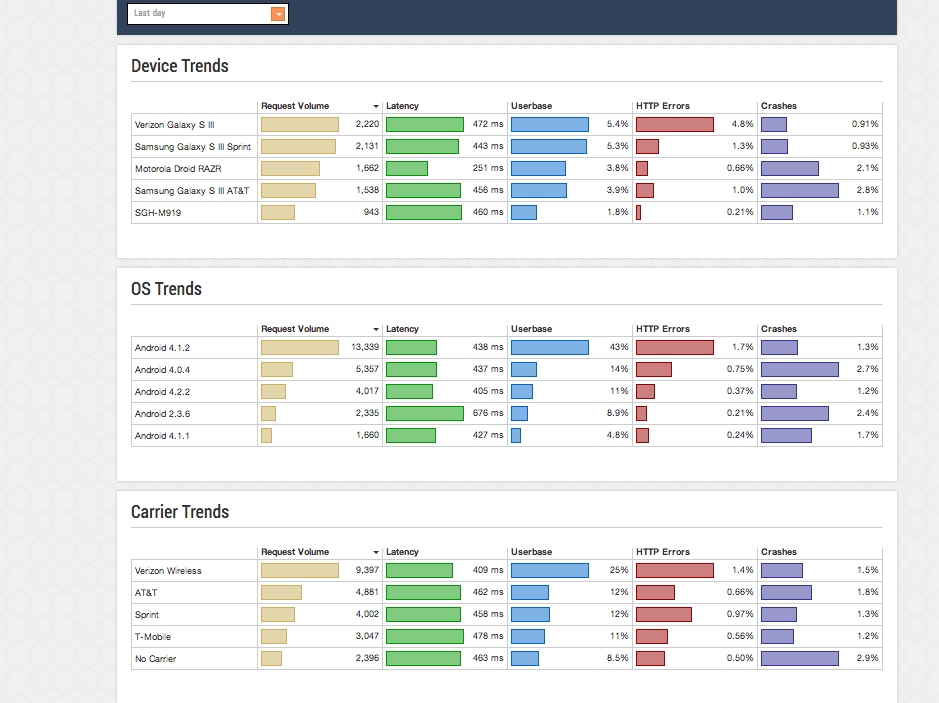 Last day
Device Trends
Request Volume Latency Userbase HTTP Errors Crashes
Verizon Galaxy S III 2,220 472 ms 5.4% 4.8% 0.91%
Samsung Galaxy S III Sprint 2,131 443 ms 5.3% 1.3% 0.93%
Motorola Droid RAZR 1,662 251 ms 3.8% 0.66% 2.1%
Samsung Galaxy S III AT&T 1,538 456 ms 3.9% 1.0% 2.8%
SGH-M919 943 460 ms 1.8% 0.21% 1.1%
OS Trends
Request Volume Latency Userbase HTTP Errors Crashes
Android 4.1.2 13,339 438 ms 43% 1.7% 1.3%
Android 4.0.4 5,357 437 ms 14% 0.75% 2.7%
Android 4.2.2 4,017 405 ms 11% 0.37% 1.2%
Android 2.3.6 2,335 676 ms 8.9% 0.21% 2.4%
Android 4.1.1 1,660 427 ms 4.8% 0.24% 1.7%
Carrier Trends
Request Volume Latency Userbase HTTP Errors Crashes
Verizon Wireless 9,397 409 ms 25% 1.4% 1.5%
AT&T 4,881 462 ms 12% 0.66% 1.8%
Sprint 4,002 458 ms 12% 0.97% 1.3%
T-Mobile 3,047 478 ms 11% 0.56% 1.2%
No Carrier 2,396 463 ms 8.5% 0.50% 2.9%